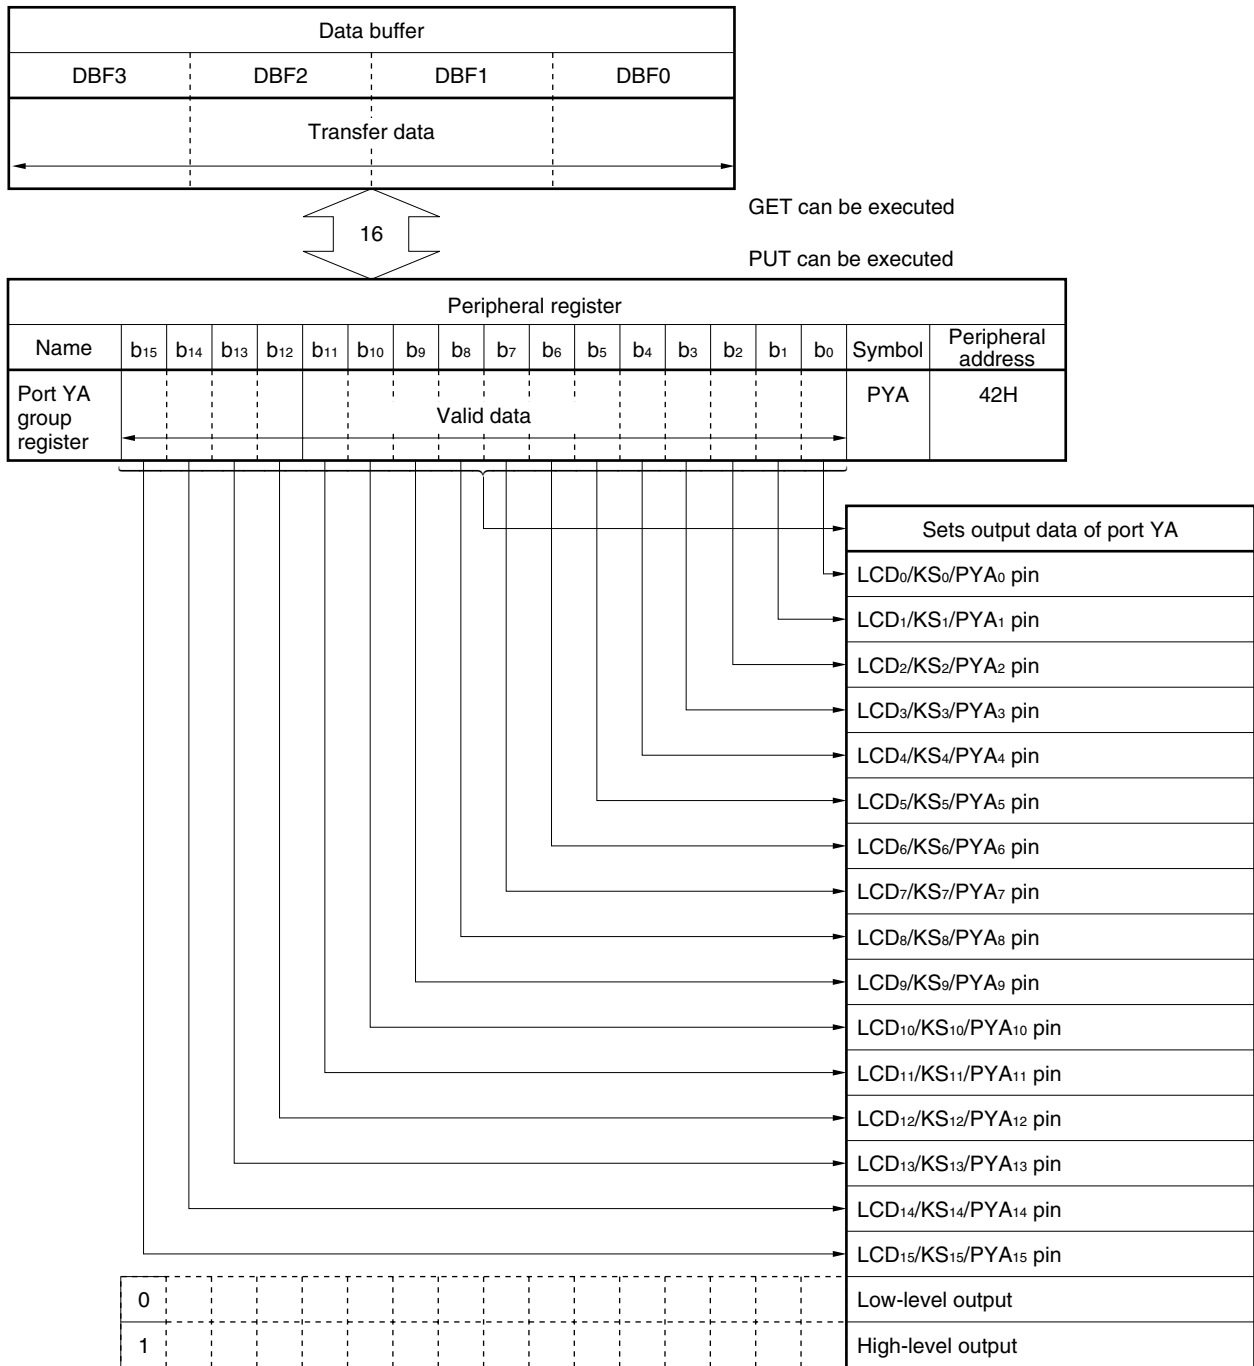 Data buffer
DBF3 DBF2 DBF1 DBF0
Transfer data
16
GET can be executed
PUT can be executed
Peripheral register
Name b15 b14 b13 b12 b11 b10 b9 b8 b7 b6 b5 b4 b3 b2 b1 b0 Symbol Peripheral address
Port YA group register
Valid data
PYA
42H
Sets output data of port YA
LCD0/KS0/PYA0 pin
LCD1/KS1/PYA1 pin
LCD2/KS2/PYA2 pin
LCD3/KS3/PYA3 pin
LCD4/KS4/PYA4 pin
LCD5/KS5/PYA5 pin
LCD6/KS6/PYA6 pin
LCD7/KS7/PYA7 pin
LCD8/KS8/PYA8 pin
LCD9/KS9/PYA9 pin
LCD10/KS10/PYA10 pin
LCD11/KS11/PYA11 pin
LCD12/KS12/PYA12 pin
LCD13/KS13/PYA13 pin
LCD14/KS14/PYA14 pin
LCD15/KS15/PYA15 pin
0 Low-level output
1 High-level output